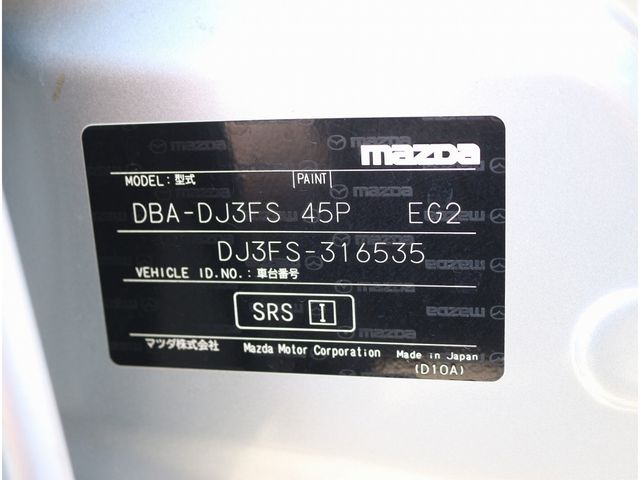 mazda
MODEL: 型式 PAINT
DBA-DJ3FS 45P EG2
DJ3FS-316535
VEHICLE ID.NO.: 車台番号
SRS I
マツダ株式会社 Mazda Motor Corporation Made in Japan
(D10A)